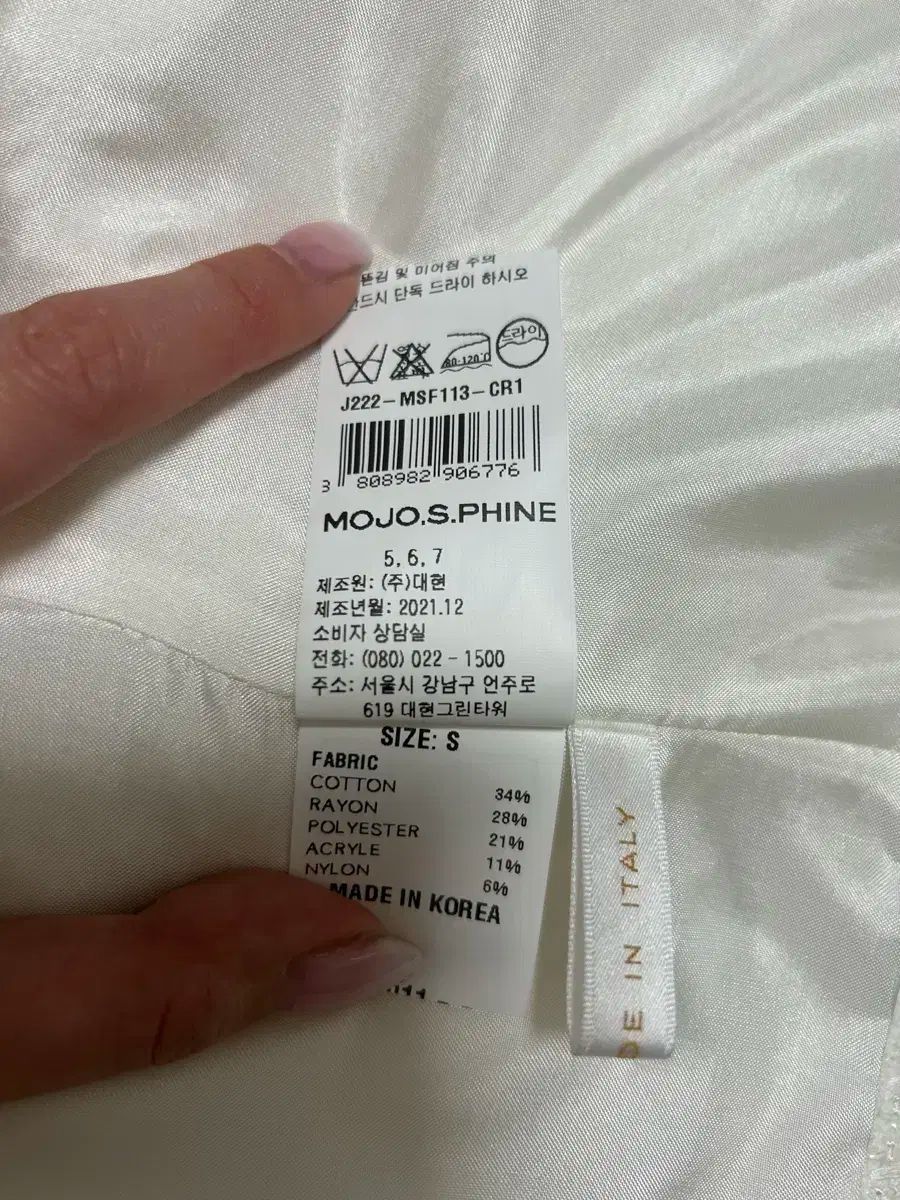 뜯김 및 미어짐 주의
드시 단독 드라이 하시오
80-120°C
드라이
J222-MSF113-CR1
8 808982 906776
MOJO.S.PHINE
5, 6, 7
제조원: (주)대현
제조년월: 2021.12
소비자 상담실
전화: (080) 022-1500
주소: 서울시 강남구 언주로
619 대현그린타워
SIZE: S
FABRIC
COTTON 34%
RAYON 28%
POLYESTER 21%
ACRYLE 11%
NYLON 6%
MADE IN KOREA
DE IN ITALY